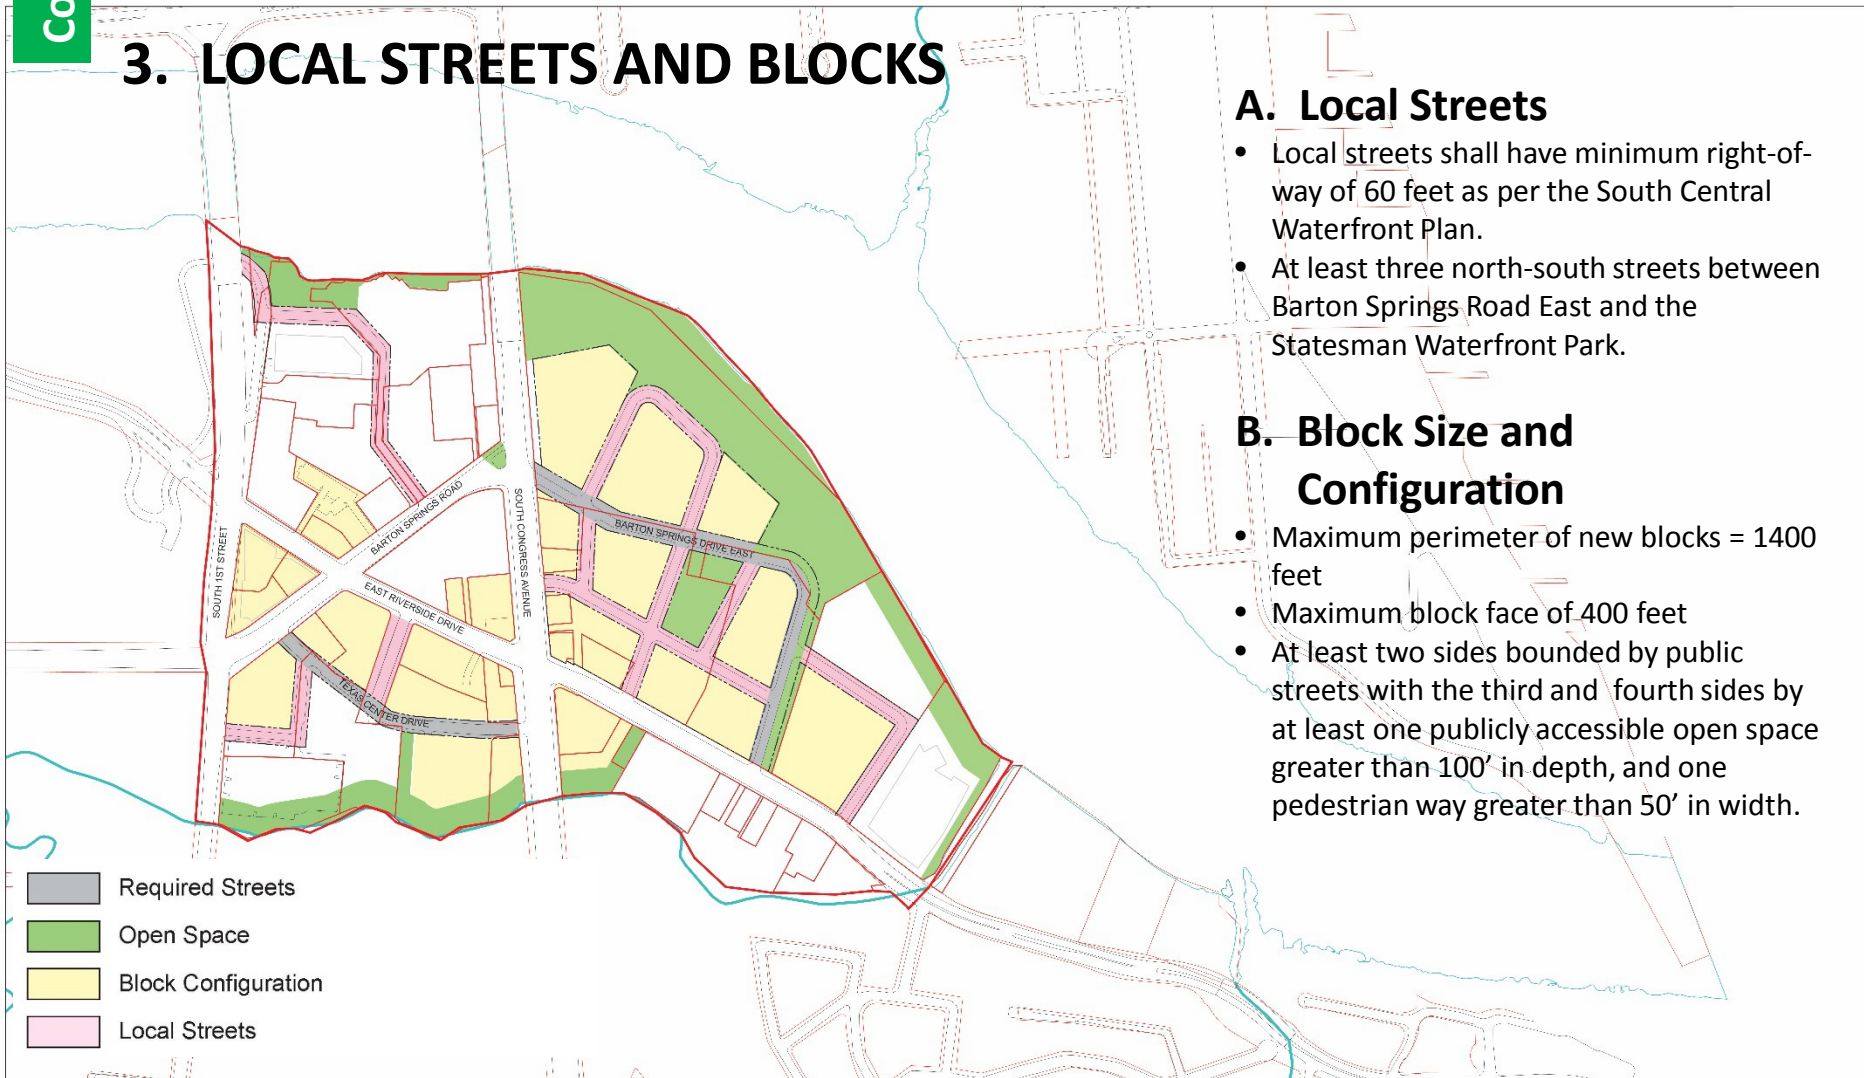 Co
3. LOCAL STREETS AND BLOCKS
A. Local Streets
• Local streets shall have minimum right-of-
way of 60 feet as per the South Central
Waterfront Plan.
• At least three north-south streets between
Barton Springs Road East and the
Statesman Waterfront Park.
B. Block Size and
Configuration
• Maximum perimeter of new blocks = 1400
feet
• Maximum block face of 400 feet
• At least two sides bounded by public
streets with the third and fourth sides by
at least one publicly accessible open space
greater than 100’ in depth, and one
pedestrian way greater than 50’ in width.
SOUTH 1ST STREET
BARTON SPRINGS ROAD
SOUTH CONGRESS AVENUE
BARTON SPRINGS DRIVE EAST
EAST RIVERSIDE DRIVE
TEXAS CENTER DRIVE
Required Streets
Open Space
Block Configuration
Local Streets